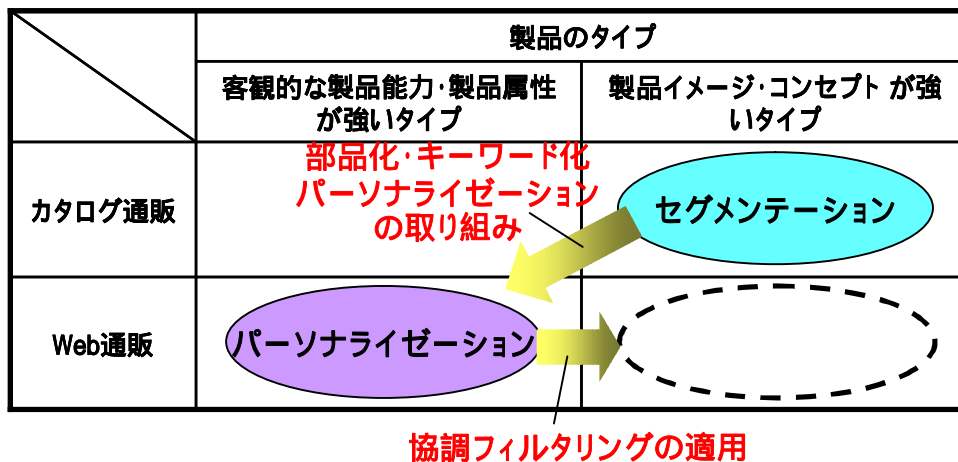 製品のタイプ
客観的な製品能力・製品属性
が強いタイプ
製品イメージ・コンセプト が強
いタイプ
部品化・キーワード化
パーソナライゼーション
の取り組み
カタログ通販
セグメンテーション
Web通販
パーソナライゼーション
協調フィルタリングの適用